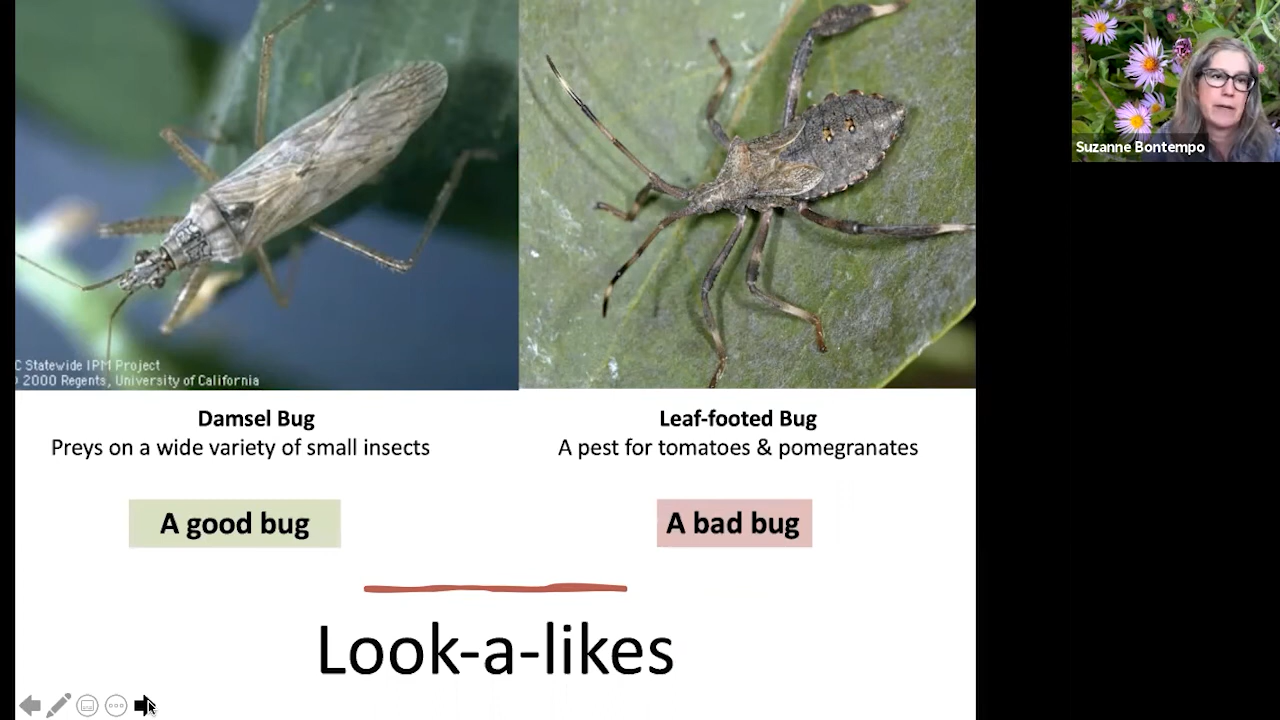 Suzanne Bontempo
C Statewide IPM Project
2000 Regents, University of California
Damsel Bug
Preys on a wide variety of small insects
A good bug
Leaf-footed Bug
A pest for tomatoes & pomegranates
A bad bug
Look-a-likes